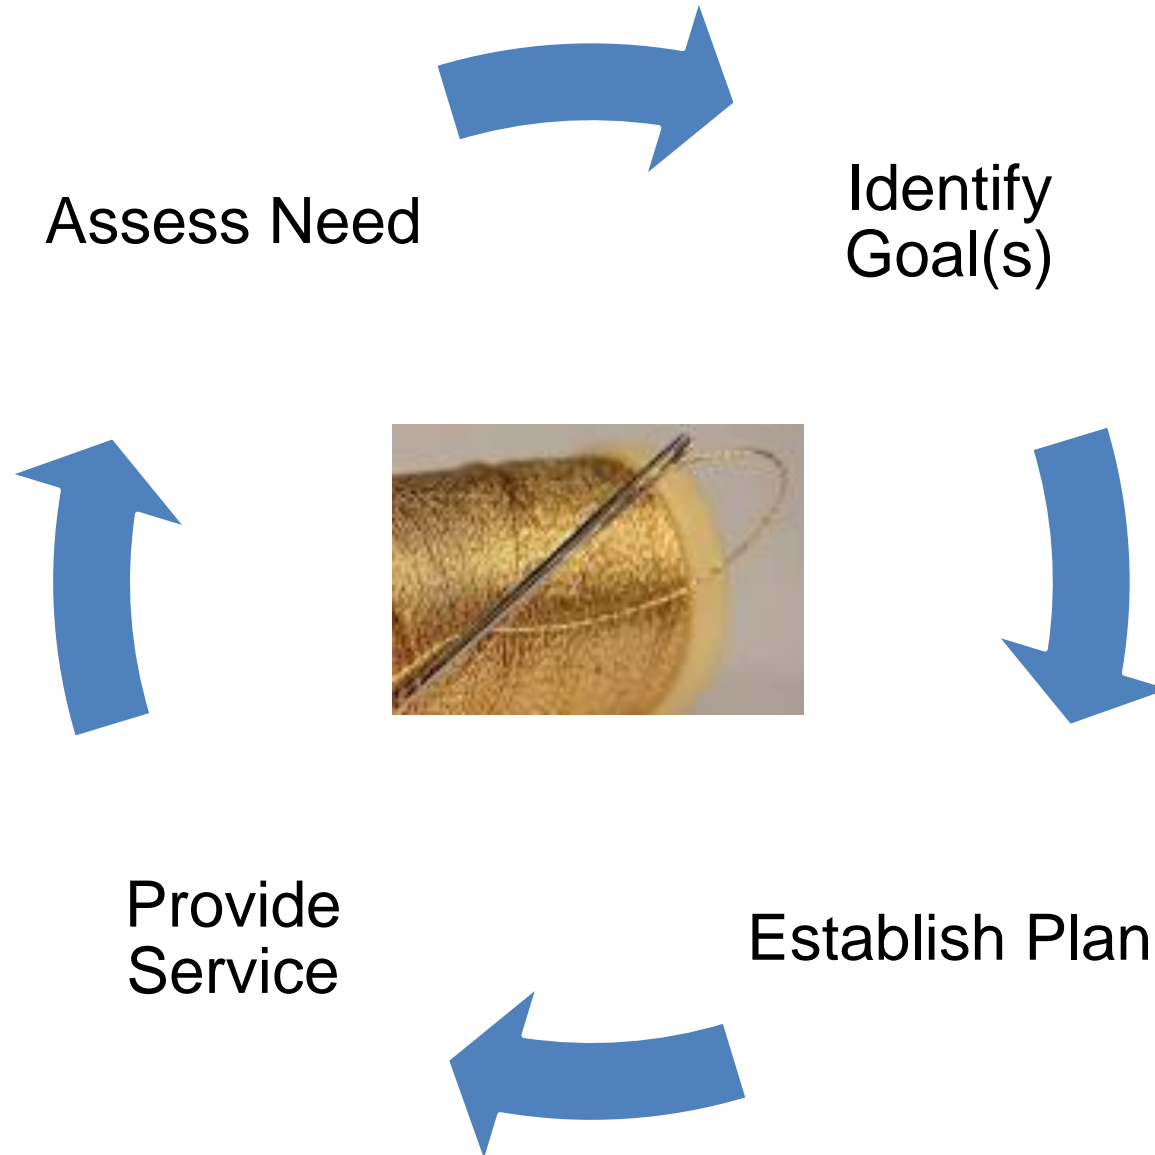 Assess Need
Identify
Goal(s)
Establish Plan
Provide
Service